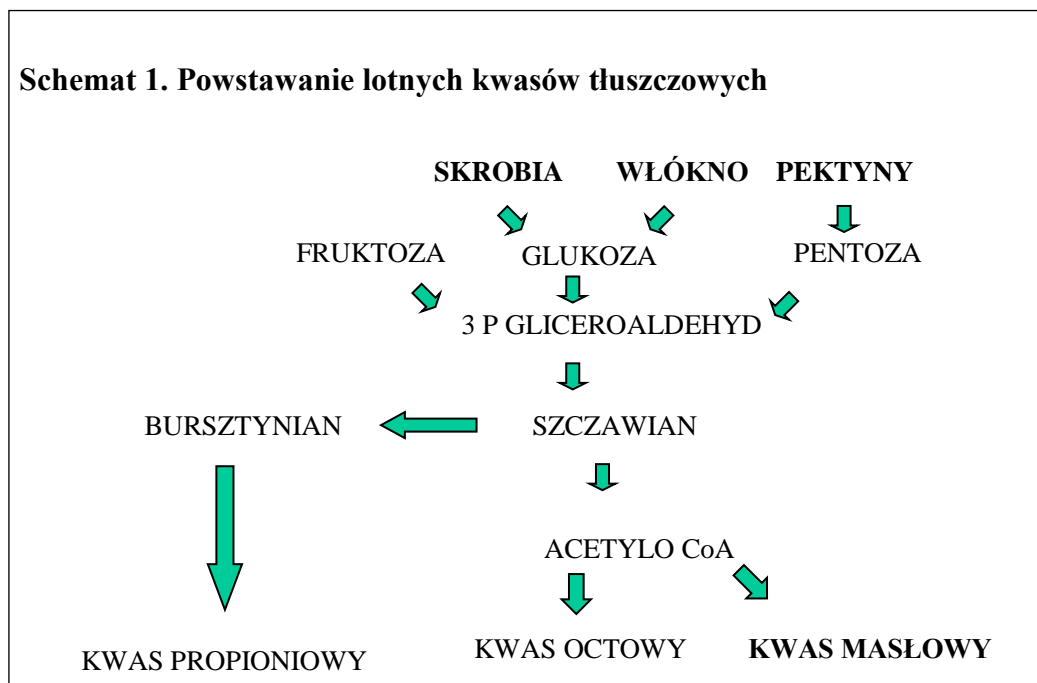 Schemat 1. Powstawanie lotnych kwasów tłuszczowych
SKROBIA WŁÓKNO PEKTYNY
FRUKTOZA GLUKOZA PENTOZA
3 P GLICEROALDEHYD
BURSZTYNIAN SZCZAWIAN
ACETYLO CoA
KWAS PROPIONIOWY KWAS OCTOWY KWAS MASŁOWY